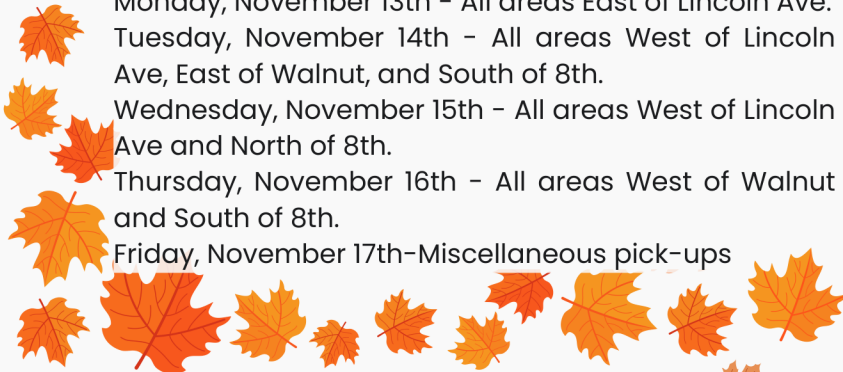 Monday, November 13th - All areas East of Lincoln Ave.
Tuesday, November 14th - All areas West of Lincoln
Ave, East of Walnut, and South of 8th.
Wednesday, November 15th - All areas West of Lincoln
Ave and North of 8th.
Thursday, November 16th - All areas West of Walnut
and South of 8th.
Friday, November 17th-Miscellaneous pick-ups